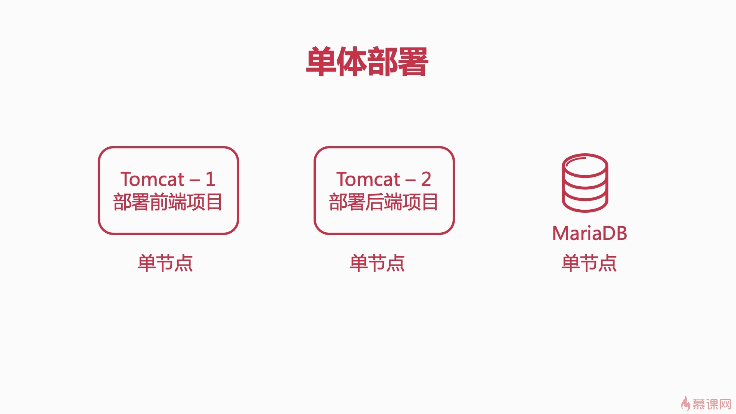 单体部署
Tomcat – 1
部署前端项目
单节点
Tomcat – 2
部署后端项目
单节点
MariaDB
单节点
慕课网